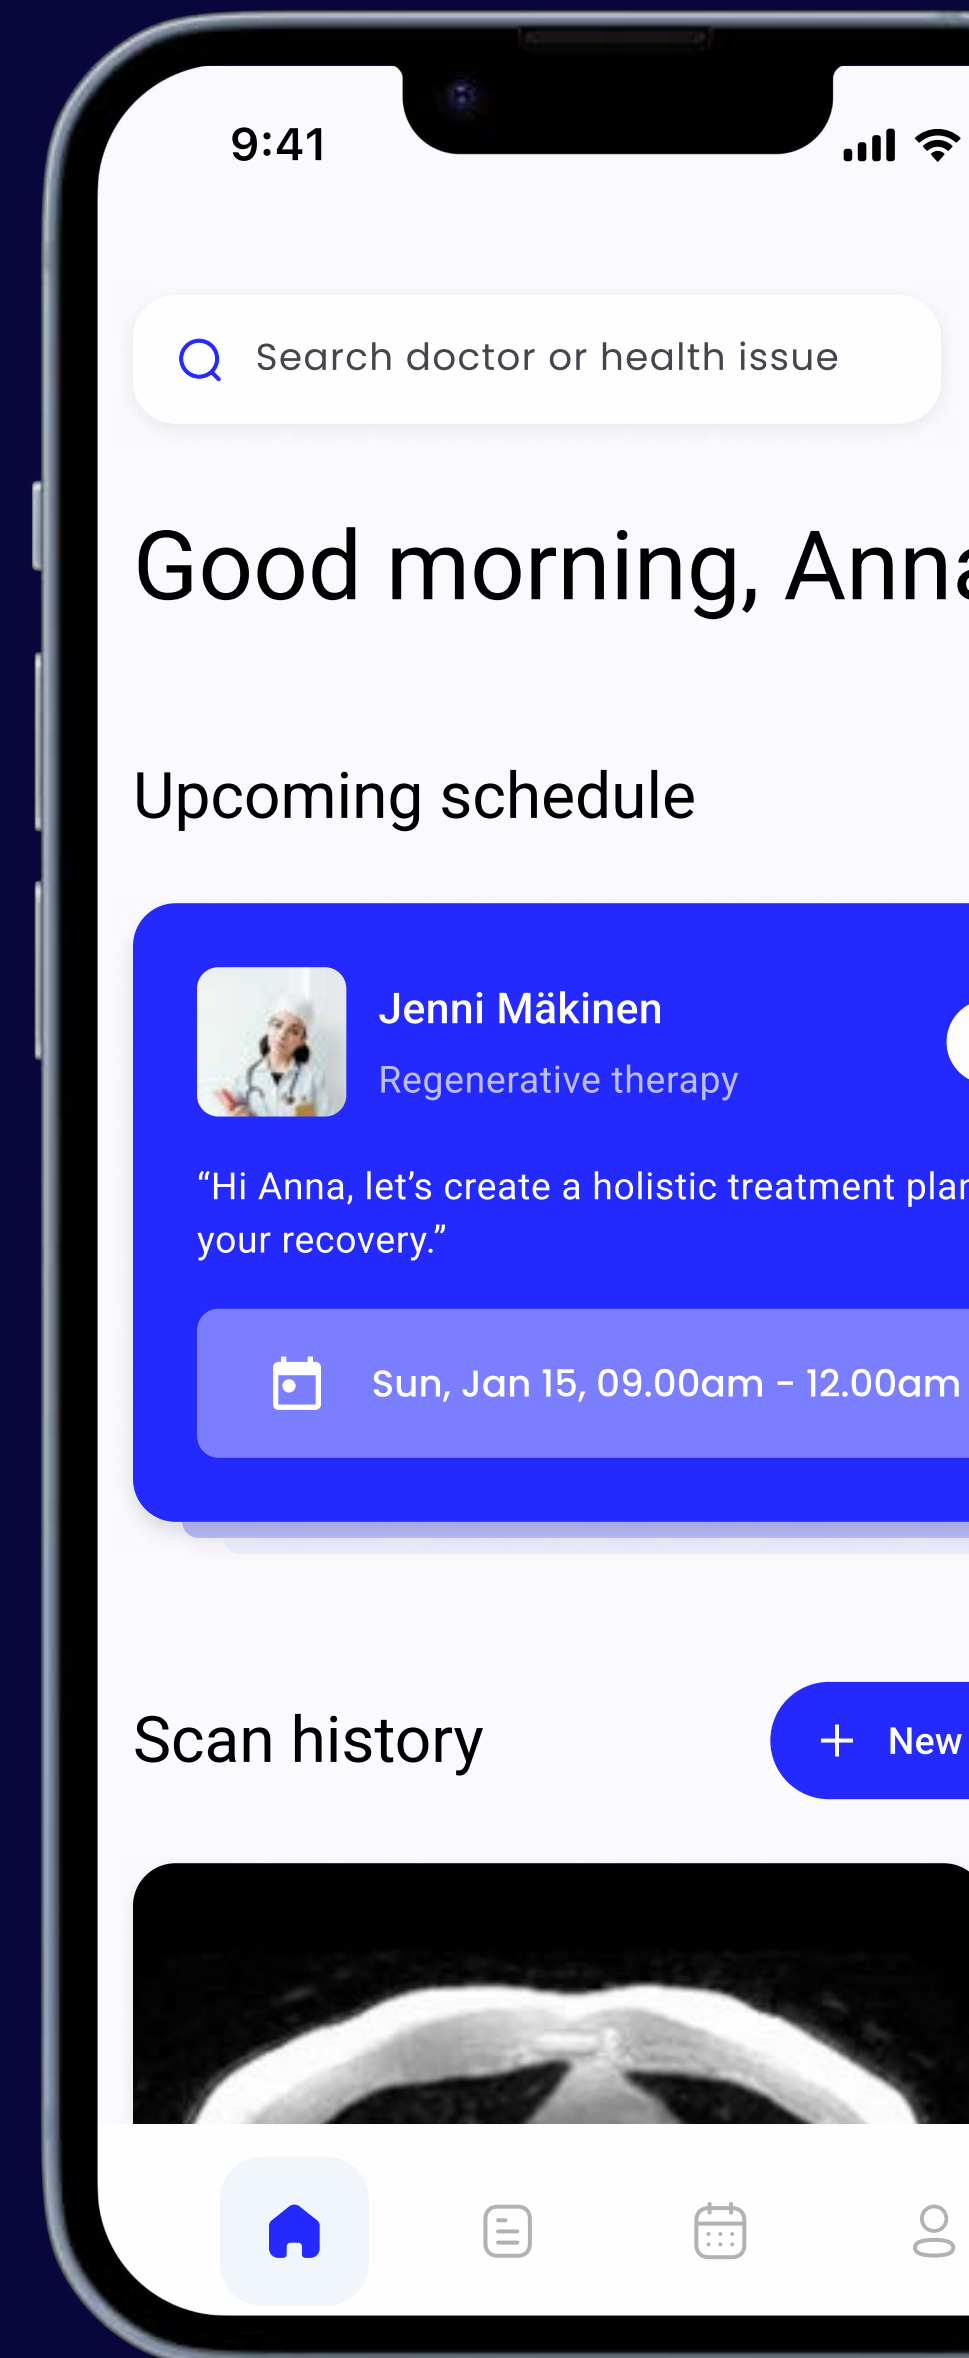 9:41
Search doctor or health issue
Good morning, Anna
Upcoming schedule
Jenni Mäkinen
Regenerative therapy
“Hi Anna, let’s create a holistic treatment plan
your recovery.”
Sun, Jan 15, 09.00am - 12.00am
Scan history
+ New